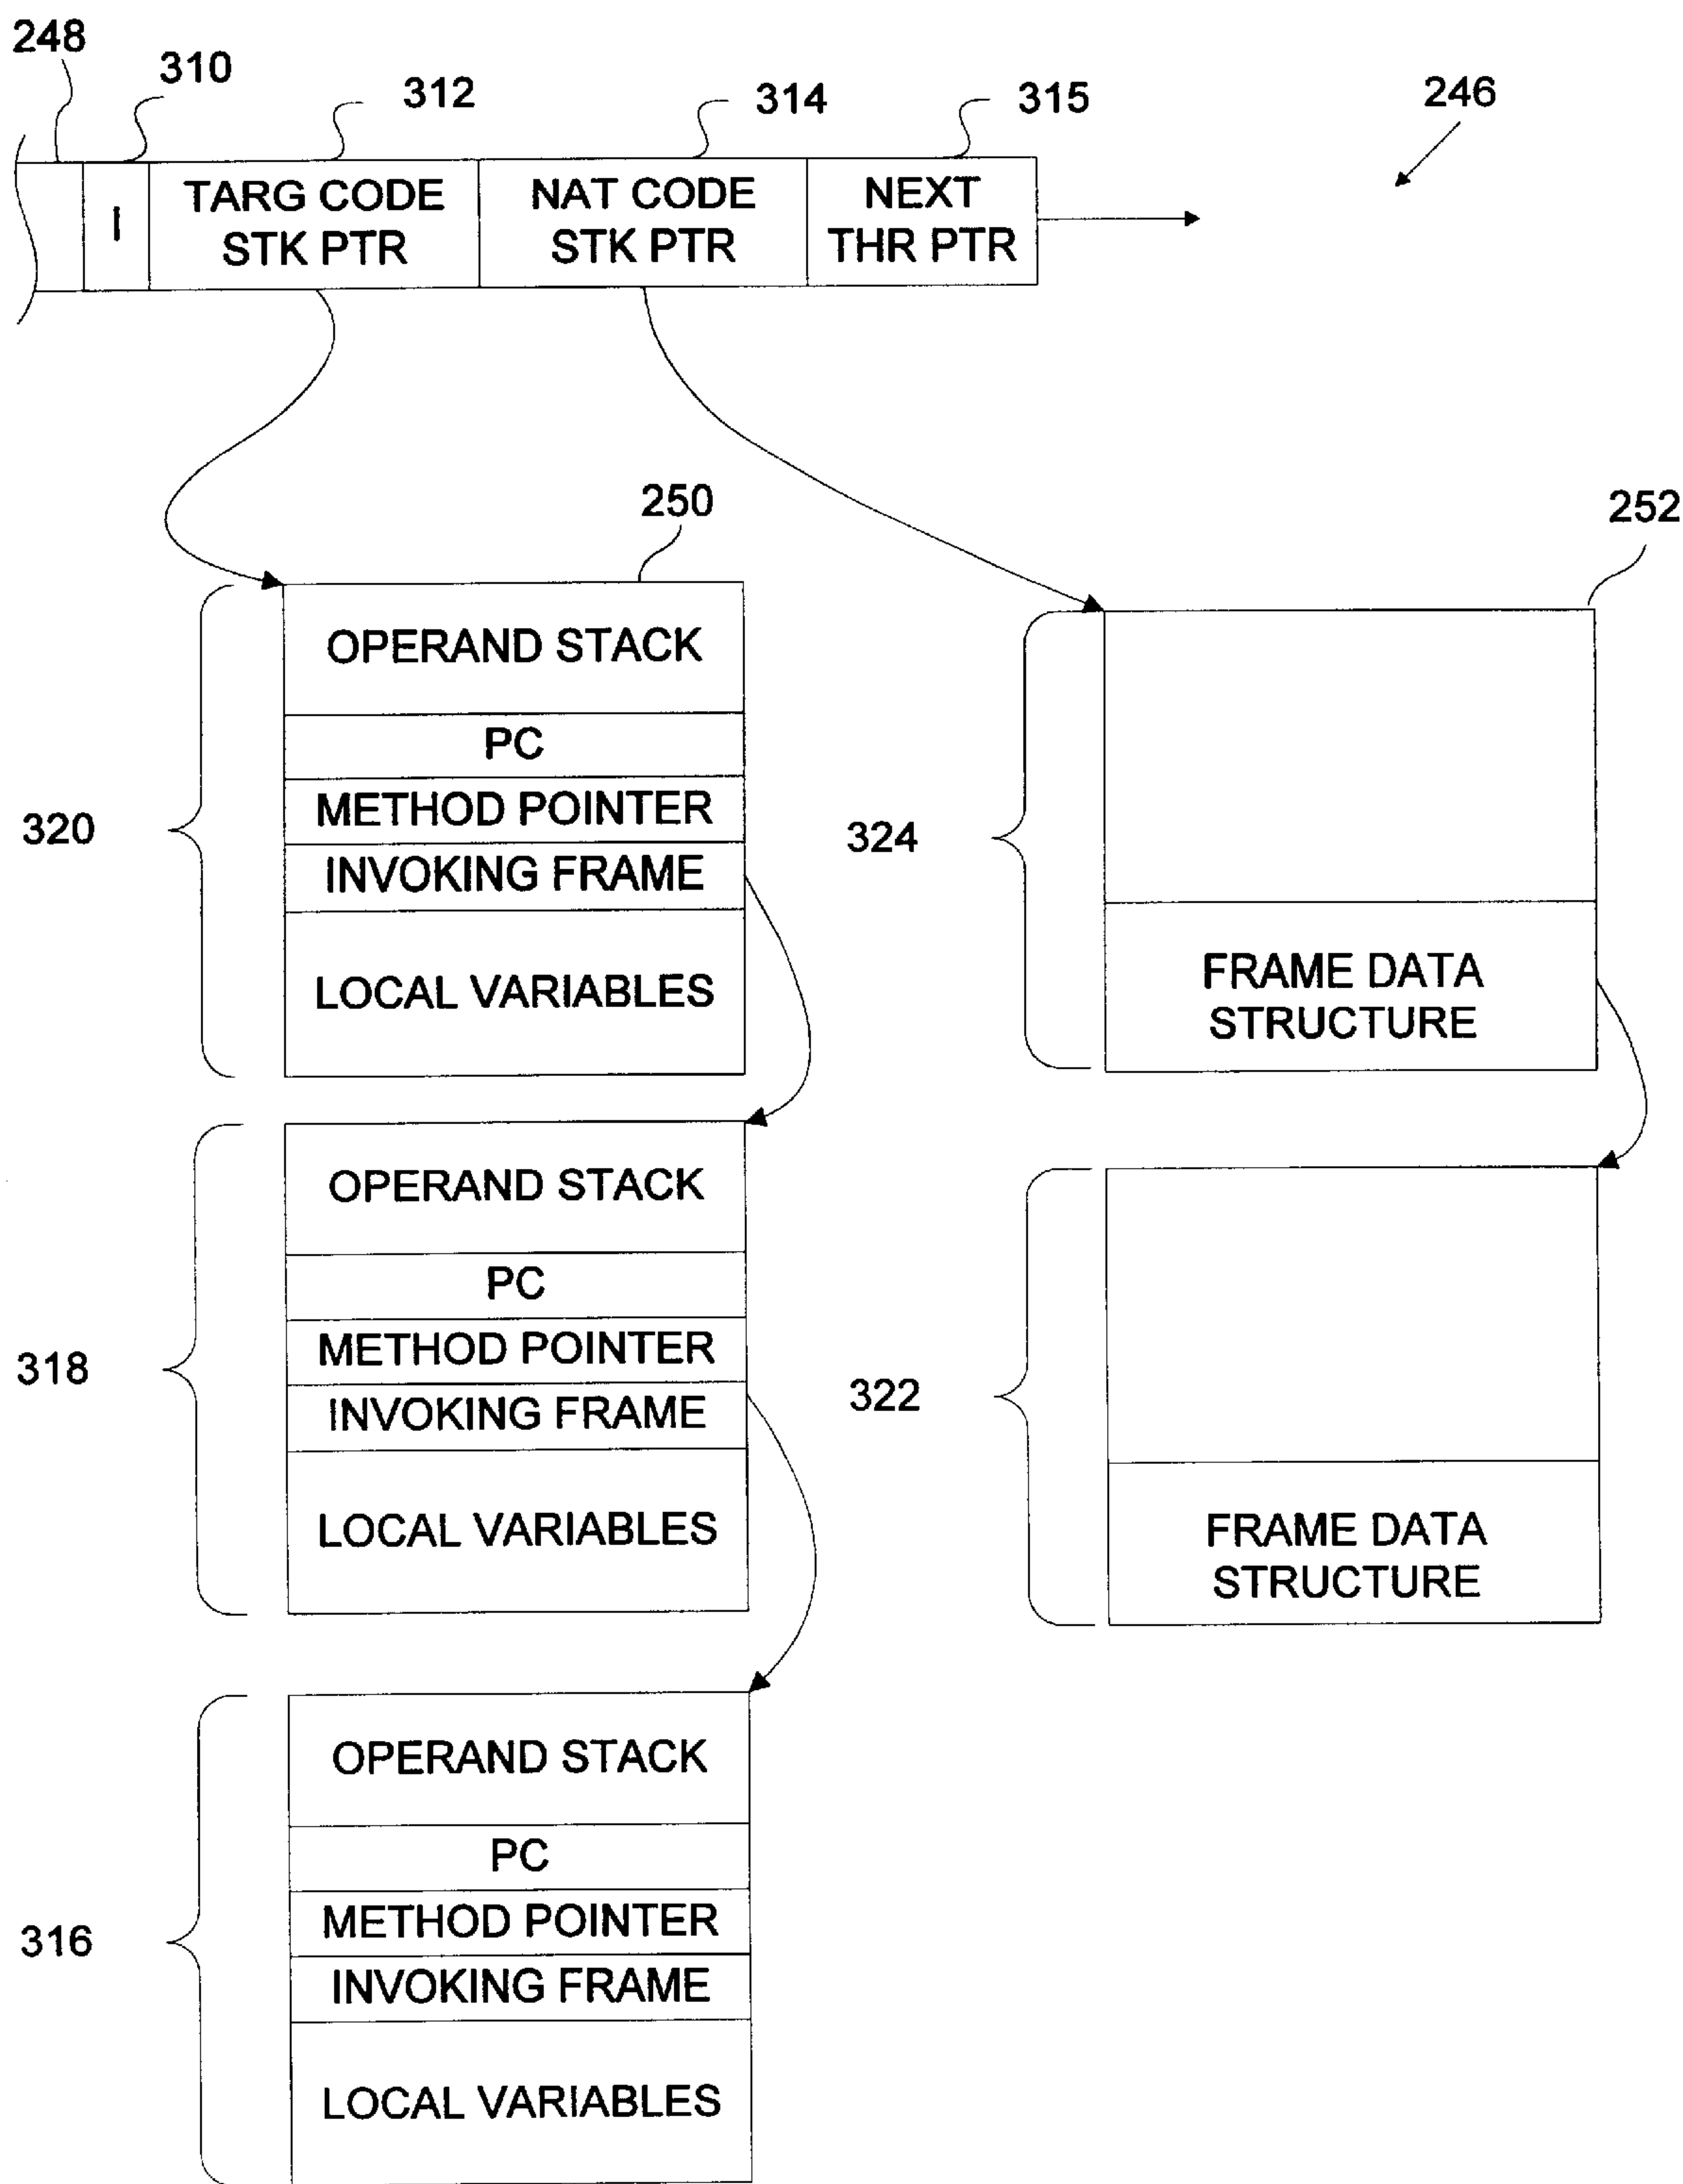 248
310
312
314
315
246
I
TARG CODE
STK PTR
NAT CODE
STK PTR
NEXT
THR PTR
250
252
320
OPERAND STACK
PC
METHOD POINTER
INVOKING FRAME
LOCAL VARIABLES
324
FRAME DATA
STRUCTURE
318
OPERAND STACK
PC
METHOD POINTER
INVOKING FRAME
LOCAL VARIABLES
322
FRAME DATA
STRUCTURE
316
OPERAND STACK
PC
METHOD POINTER
INVOKING FRAME
LOCAL VARIABLES